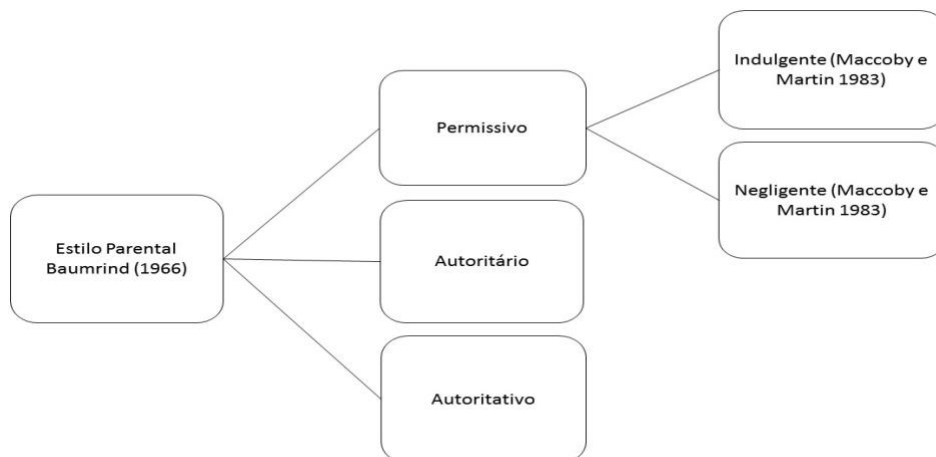 Estilo Parental
Baumrind (1966)
Permissivo
Autoritário
Autoritativo
Indulgente (Maccoby e
Martin 1983)
Negligente (Maccoby e
Martin 1983)